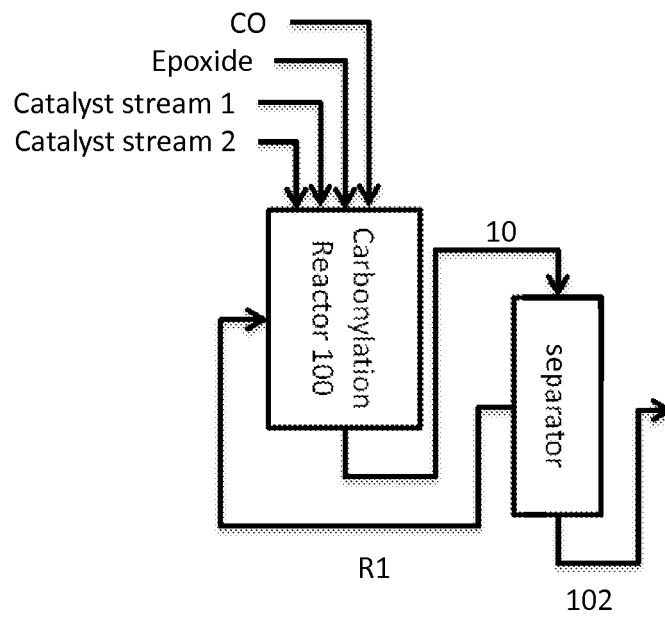 CO
Epoxide
Catalyst stream 1
Catalyst stream 2
Carbonylation
Reactor 100
10
separator
R1
102